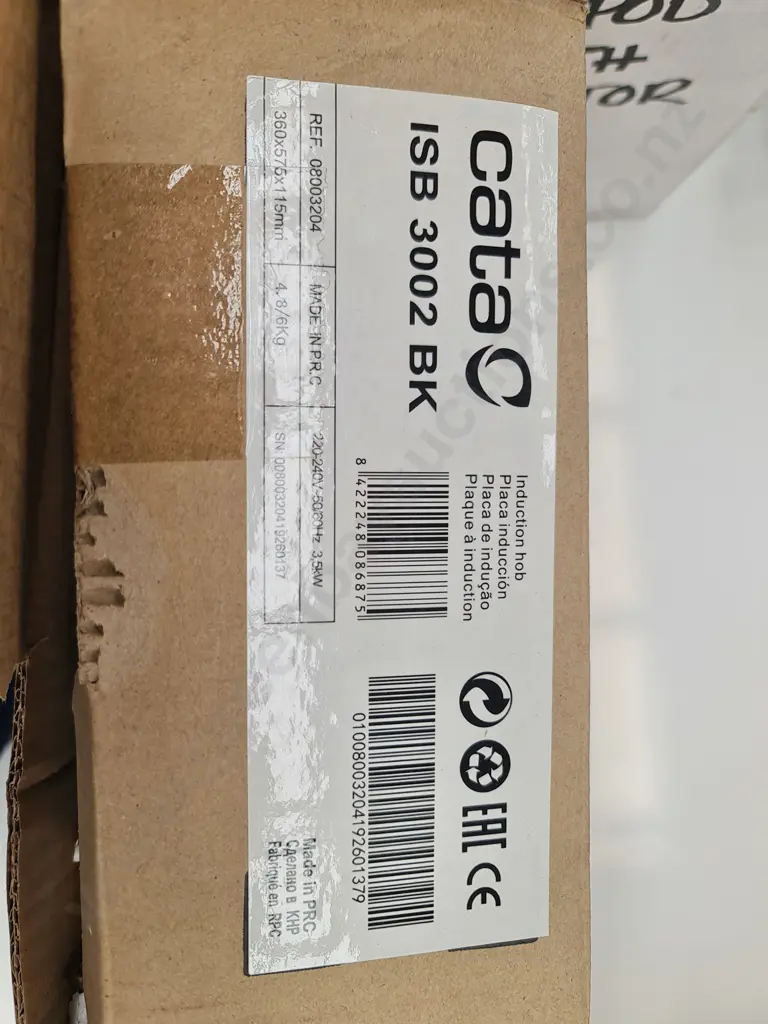 cata
ISB 3002 BK
Induction hob
Placa inducción
Placa de indução
Plaque à induction
8 422248 086875
REF. 08003204
MADE IN P.R.C
220-240V~50/60Hz 3,5kW
360x575x115mm
4.8/6Kg
SN: 00800320419260137
EAC CE
01008003204192601379
Made in PRC
Сделано в КНР
Fabriqué en RPC
TOR